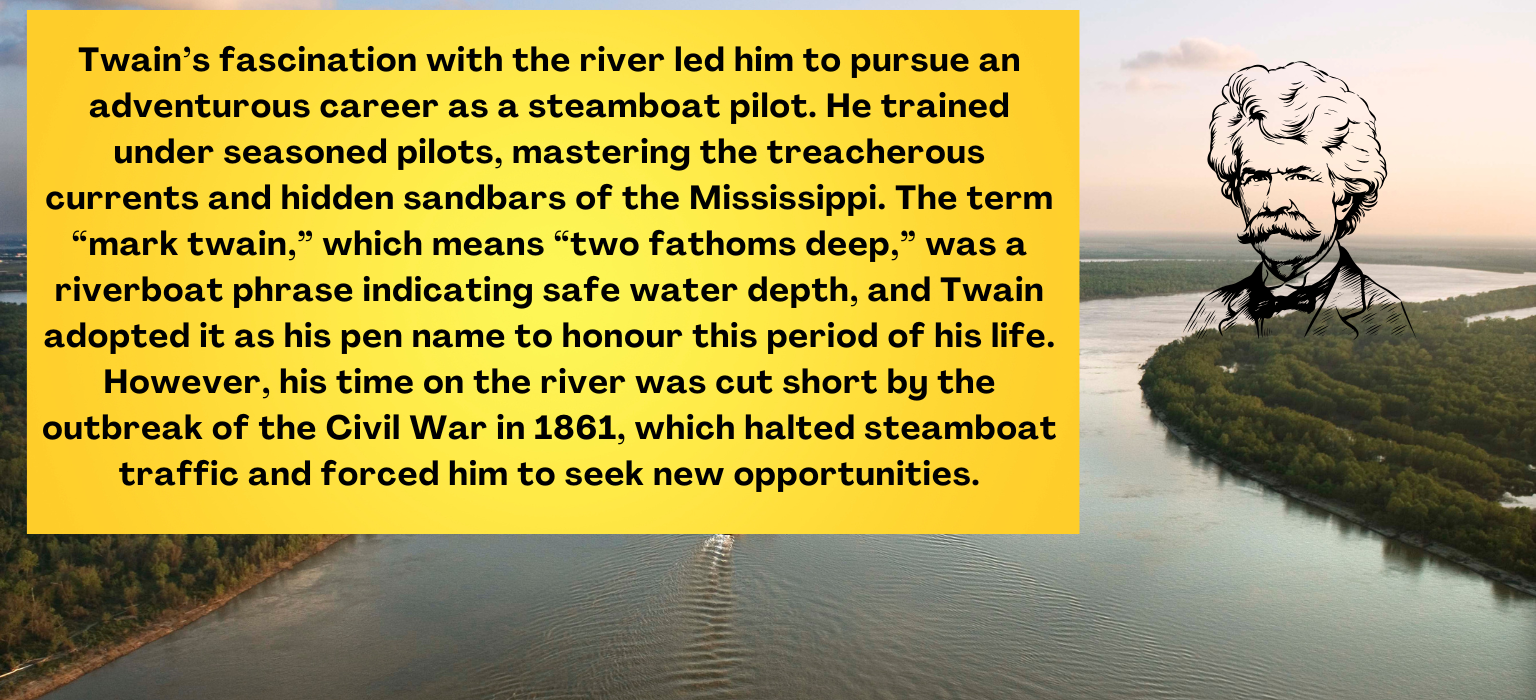 Twain’s fascination with the river led him to pursue an
adventurous career as a steamboat pilot. He trained
under seasoned pilots, mastering the treacherous
currents and hidden sandbars of the Mississippi. The term
“mark twain,” which means “two fathoms deep,” was a
riverboat phrase indicating safe water depth, and Twain
adopted it as his pen name to honour this period of his life.
However, his time on the river was cut short by the
outbreak of the Civil War in 1861, which halted steamboat
traffic and forced him to seek new opportunities.